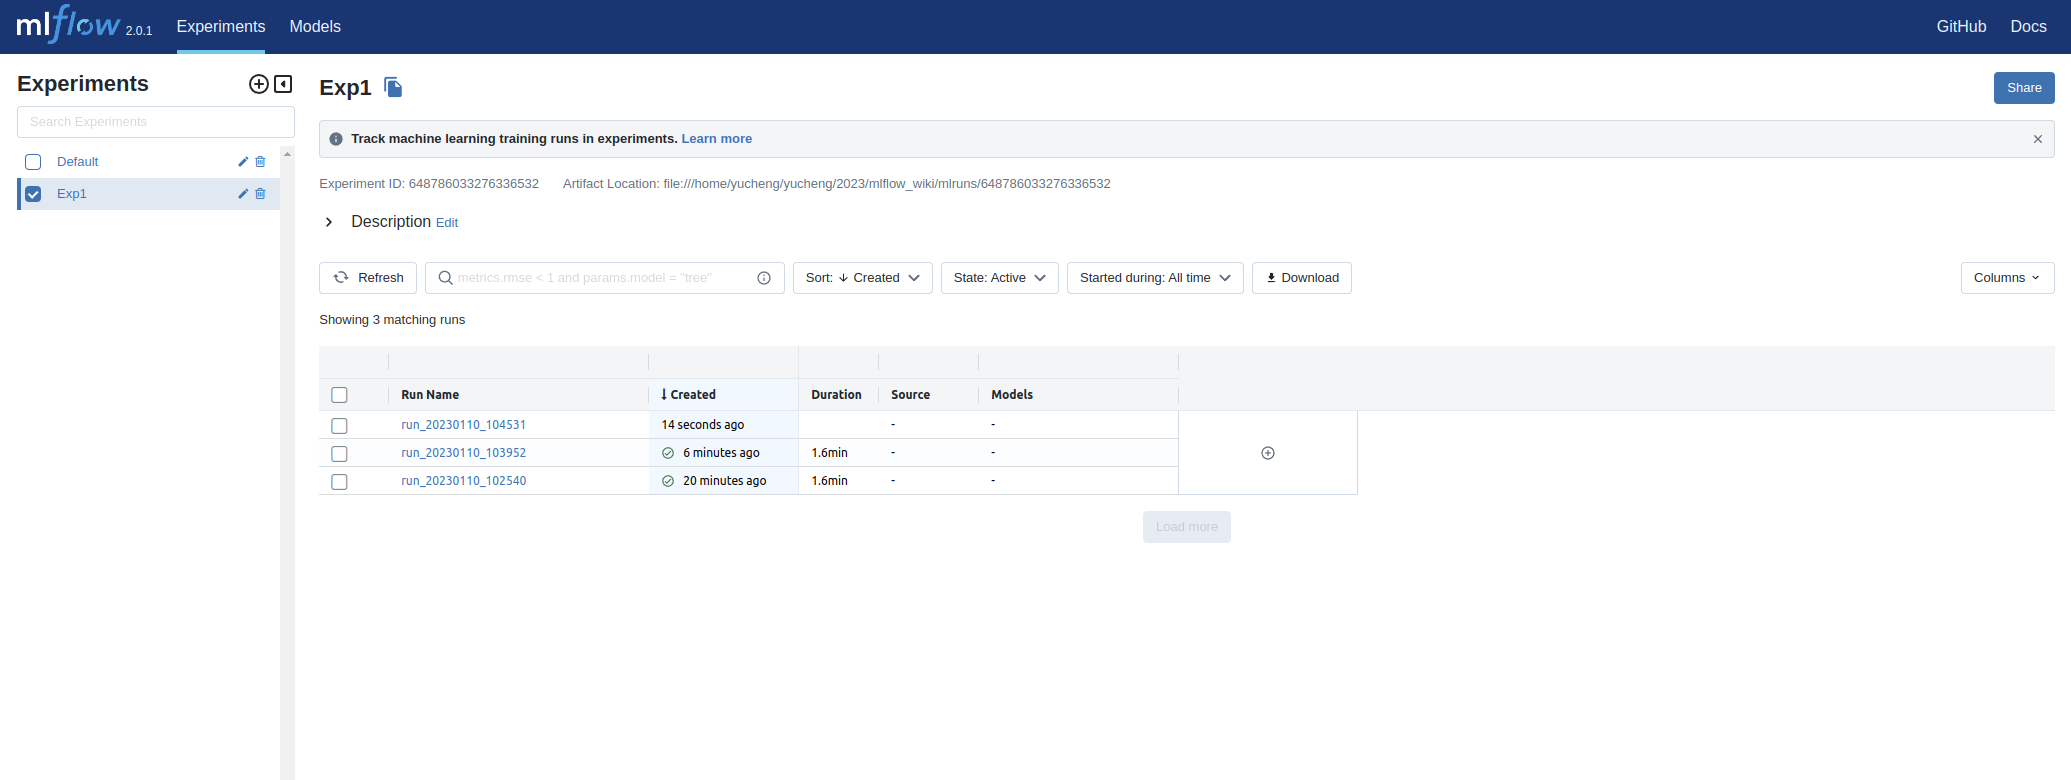 mlflow 2.0.1 Experiments Models GitHub Docs
Experiments
Search Experiments
Default
Exp1
Exp1
Share
Track machine learning training runs in experiments. Learn more
Experiment ID: 648786033276336532 Artifact Location: file:///home/yucheng/yucheng/2023/mlflow_wiki/mlruns/648786033276336532
Description Edit
Refresh metrics.rmse < 1 and params.model = "tree" Sort: ↓ Created State: Active Started during: All time Download Columns
Showing 3 matching runs
Run Name ↓ Created Duration Source Models
run_20230110_104531 14 seconds ago - -
run_20230110_103952 6 minutes ago 1.6min - -
run_20230110_102540 20 minutes ago 1.6min - -
Load more